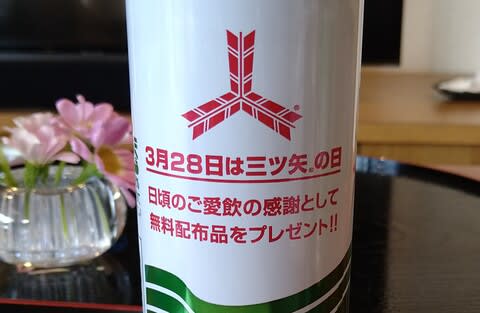 ®
3月28日は三ツ矢®の日
日頃のご愛飲の感謝として
無料配布品をプレゼント!!